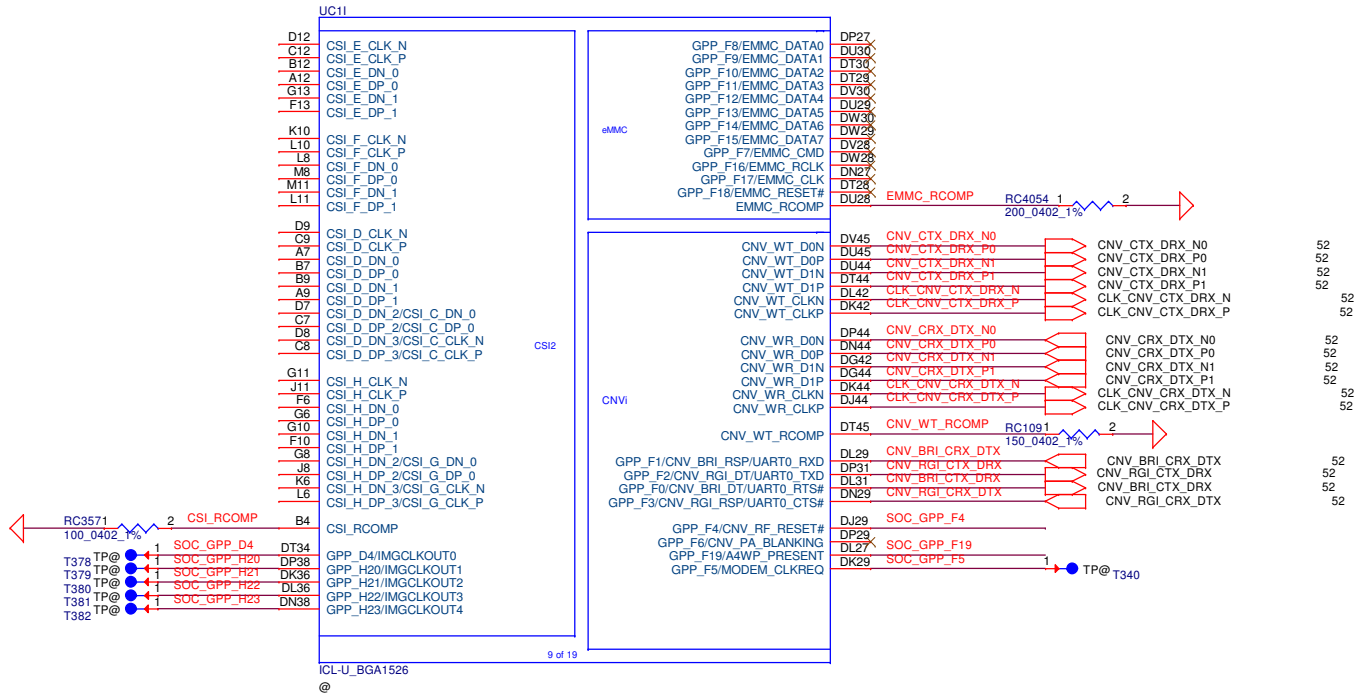 UC1I
D12 CSI_E_CLK_N
C12 CSI_E_CLK_P
B12 CSI_E_DN_0
A12 CSI_E_DP_0
G13 CSI_E_DN_1
F13 CSI_E_DP_1
K10 CSI_F_CLK_N
L10 CSI_F_CLK_P
L8 CSI_F_DN_0
M8 CSI_F_DP_0
M11 CSI_F_DN_1
L11 CSI_F_DP_1
D9 CSI_D_CLK_N
C9 CSI_D_CLK_P
A7 CSI_D_DN_0
B7 CSI_D_DP_0
B9 CSI_D_DN_1
A9 CSI_D_DP_1
D7 CSI_D_DN_2/CSI_C_DN_0
C7 CSI_D_DP_2/CSI_C_DP_0
D8 CSI_D_DN_3/CSI_C_CLK_N
C8 CSI_D_DP_3/CSI_C_CLK_P
G11 CSI_H_CLK_N
J11 CSI_H_CLK_P
F6 CSI_H_DN_0
G6 CSI_H_DP_0
G10 CSI_H_DN_1
F10 CSI_H_DP_1
G8 CSI_H_DN_2/CSI_G_DN_0
J8 CSI_H_DP_2/CSI_G_DP_0
K6 CSI_H_DN_3/CSI_G_CLK_N
L6 CSI_H_DP_3/CSI_G_CLK_P
RC3571 1 2 CSI_RCOMP B4 CSI_RCOMP
100_0402_1%
T378 TP@ 1 SOC_GPP_D4 DT34 GPP_D4/IMGCLKOUT0
T379 TP@ 1 SOC_GPP_H20 DP38 GPP_H20/IMGCLKOUT1
T380 TP@ 1 SOC_GPP_H21 DK36 GPP_H21/IMGCLKOUT2
T381 TP@ 1 SOC_GPP_H22 DL36 GPP_H22/IMGCLKOUT3
T382 TP@ 1 SOC_GPP_H23 DN38 GPP_H23/IMGCLKOUT4
CSI2
eMMC
GPP_F8/EMMC_DATA0 DP27
GPP_F9/EMMC_DATA1 DU30
GPP_F10/EMMC_DATA2 DT30
GPP_F11/EMMC_DATA3 DT29
GPP_F12/EMMC_DATA4 DV30
GPP_F13/EMMC_DATA5 DU29
GPP_F14/EMMC_DATA6 DW30
GPP_F15/EMMC_DATA7 DW29
GPP_F7/EMMC_CMD DV28
GPP_F16/EMMC_RCLK DW28
GPP_F17/EMMC_CLK DN27
GPP_F18/EMMC_RESET# DT28
EMMC_RCOMP DU28 EMMC_RCOMP RC4054 1 2
200_0402_1%
CNVi
CNV_WT_D0N DV45 CNV_CTX_DRX_N0 CNV_CTX_DRX_N0 52
CNV_WT_D0P DU45 CNV_CTX_DRX_P0 CNV_CTX_DRX_P0 52
CNV_WT_D1N DU44 CNV_CTX_DRX_N1 CNV_CTX_DRX_N1 52
CNV_WT_D1P DT44 CNV_CTX_DRX_P1 CNV_CTX_DRX_P1 52
CNV_WT_CLKN DL42 CLK_CNV_CTX_DRX_N CLK_CNV_CTX_DRX_N 52
CNV_WT_CLKP DK42 CLK_CNV_CTX_DRX_P CLK_CNV_CTX_DRX_P 52
CNV_WR_D0N DP44 CNV_CRX_DTX_N0 CNV_CRX_DTX_N0 52
CNV_WR_D0P DN44 CNV_CRX_DTX_P0 CNV_CRX_DTX_P0 52
CNV_WR_D1N DG42 CNV_CRX_DTX_N1 CNV_CRX_DTX_N1 52
CNV_WR_D1P DG44 CNV_CRX_DTX_P1 CNV_CRX_DTX_P1 52
CNV_WR_CLKN DK44 CLK_CNV_CRX_DTX_N CLK_CNV_CRX_DTX_N 52
CNV_WR_CLKP DJ44 CLK_CNV_CRX_DTX_P CLK_CNV_CRX_DTX_P 52
CNV_WT_RCOMP DT45 CNV_WT_RCOMP RC109 1 2
150_0402_1%
GPP_F1/CNV_BRI_RSP/UART0_RXD DL29 CNV_BRI_CRX_DTX CNV_BRI_CRX_DTX 52
GPP_F2/CNV_RGI_DT/UART0_TXD DP31 CNV_RGI_CTX_DRX CNV_RGI_CTX_DRX 52
GPP_F0/CNV_BRI_DT/UART0_RTS# DL31 CNV_BRI_CTX_DRX CNV_BRI_CTX_DRX 52
GPP_F3/CNV_RGI_RSP/UART0_CTS# DN29 CNV_RGI_CRX_DTX CNV_RGI_CRX_DTX 52
GPP_F4/CNV_RF_RESET# DJ29 SOC_GPP_F4
GPP_F6/CNV_PA_BLANKING DP29
GPP_F19/A4WP_PRESENT DL27 SOC_GPP_F19
GPP_F5/MODEM_CLKREQ DK29 SOC_GPP_F5 1 TP@ T340
9 of 19
ICL-U_BGA1526
@